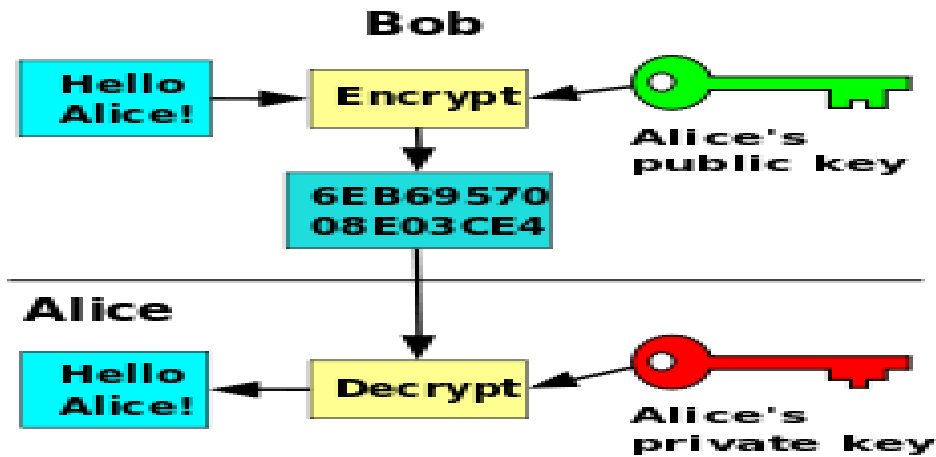 Bob
Hello
Alice!
Encrypt
Alice's
public key
6EB69570
08E03CE4
Alice
Hello
Alice!
Decrypt
Alice's
private key